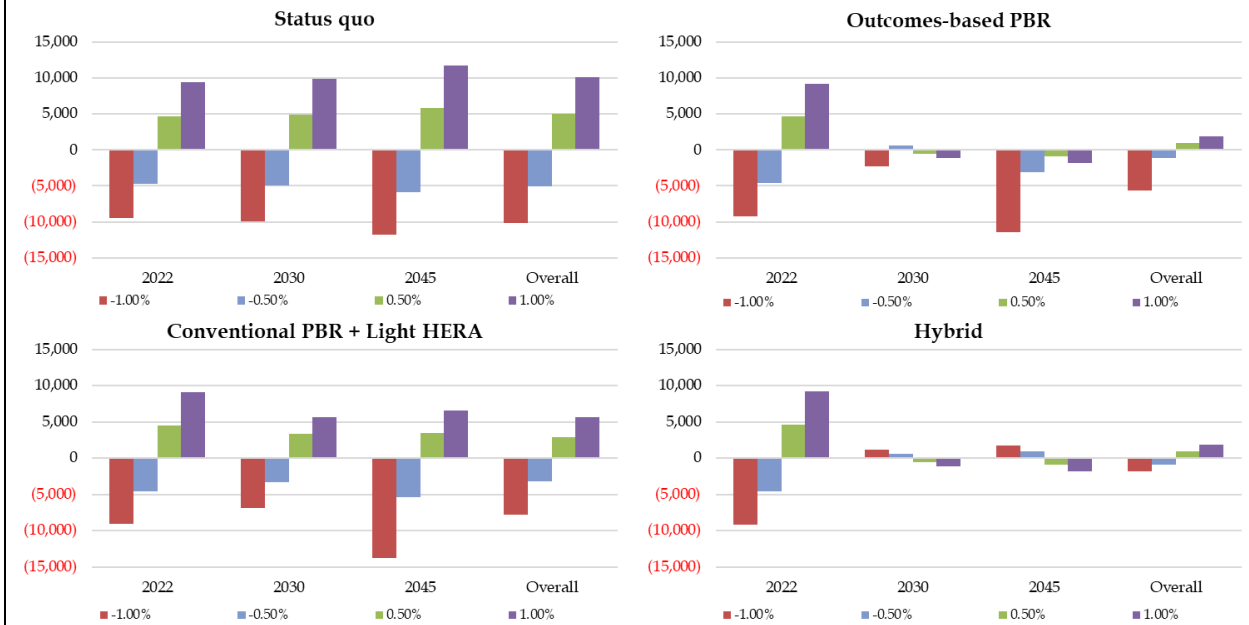 Status quo
15,000
10,000
5,000
0
(5,000)
(10,000)
(15,000)
2022 2030 2045 Overall
-1.00% -0.50% 0.50% 1.00%
Outcomes-based PBR
15,000
10,000
5,000
0
(5,000)
(10,000)
(15,000)
2022 2030 2045 Overall
-1.00% -0.50% 0.50% 1.00%
Conventional PBR + Light HERA
15,000
10,000
5,000
0
(5,000)
(10,000)
(15,000)
2022 2030 2045 Overall
-1.00% -0.50% 0.50% 1.00%
Hybrid
15,000
10,000
5,000
0
(5,000)
(10,000)
(15,000)
2022 2030 2045 Overall
-1.00% -0.50% 0.50% 1.00%